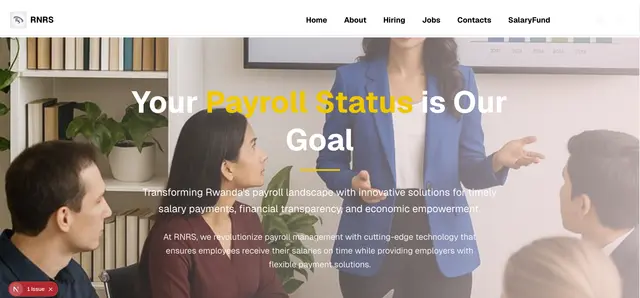 RNRS
Home About Hiring Jobs Contacts SalaryFund
Your Payroll Status is Our
Goal
Transforming Rwanda's payroll landscape with innovative solutions for timely
salary payments, financial transparency, and economic empowerment.
At RNRS, we revolutionize payroll management with cutting-edge technology that
ensures employees receive their salaries on time while providing employers with
flexible payment solutions.
N 1 Issue ×